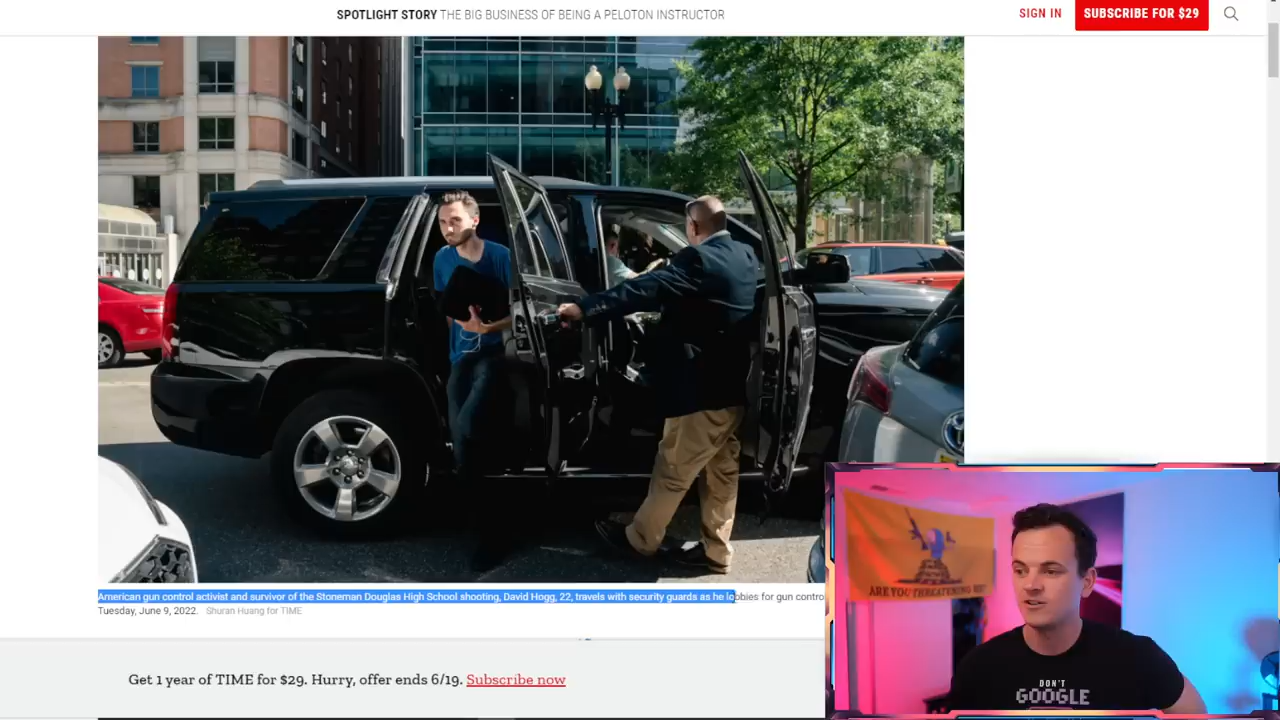 SPOTLIGHT STORY THE BIG BUSINESS OF BEING A PELOTON INSTRUCTOR
SIGN IN
SUBSCRIBE FOR $29
American gun control activist and survivor of the Stoneman Douglas High School shooting, David Hogg, 22, travels with security guards as he lobbies for gun contro
Tuesday, June 9, 2022. Shuran Huang for TIME
Get 1 year of TIME for $29. Hurry, offer ends 6/19. Subscribe now
ARE YOU THREATENING ME?
DON'T
GOOGLE